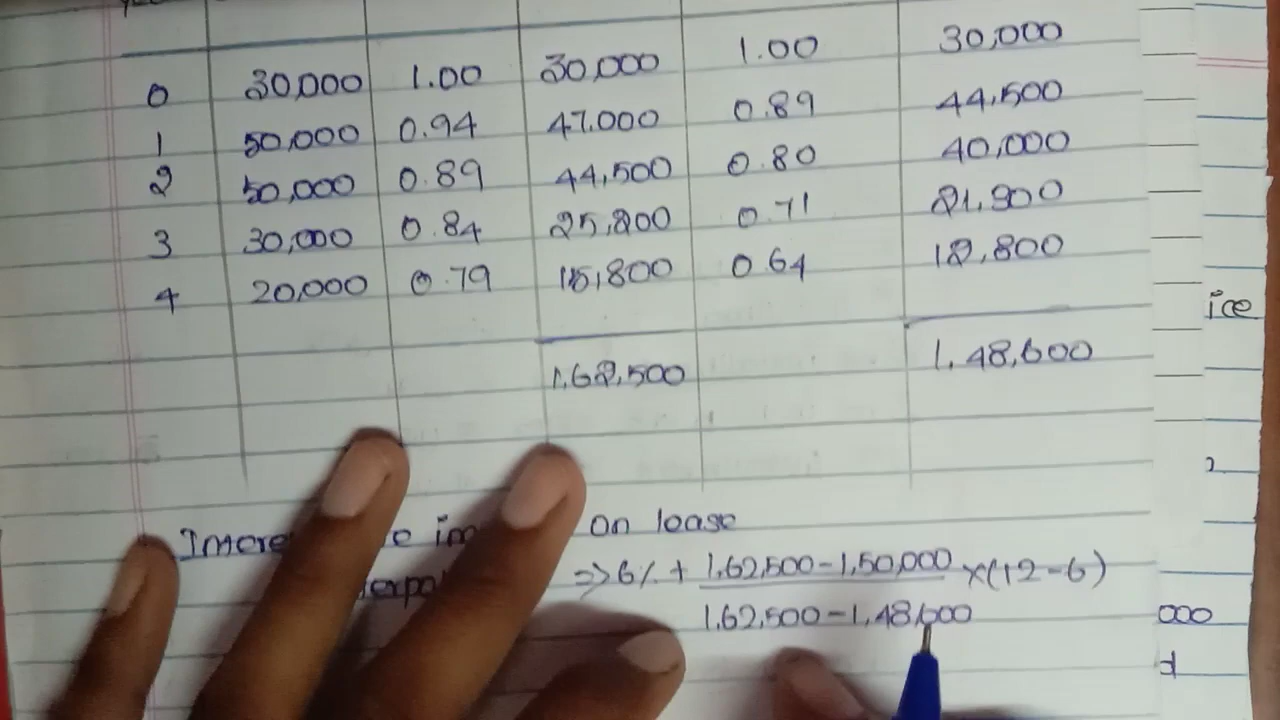 0 30,000 1.00 30,000 1.00 30,000
1 50,000 0.94 47.000 0.89 44,500
2 50,000 0.89 44,500 0.80 40,000
3 30,000 0.84 25,200 0.71 21,300
4 20,000 0.79 15,800 0.64 12,800
1,62,500 1,48,600
on lease
=> 6% + 1,62,500-1,50,000 x(12-6)
1,62,500-1,48,600
ice
000
d